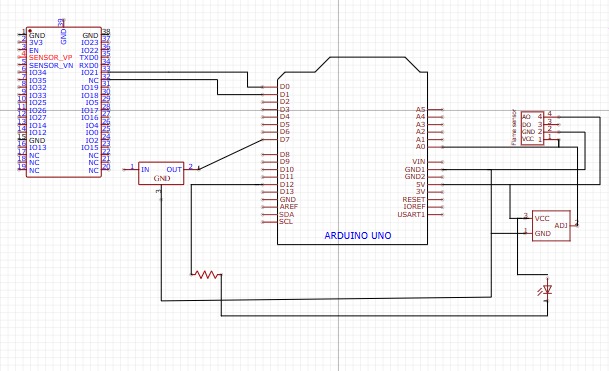 39
GND
1 GND GND 38
2 3V3 IO23 37
3 EN IO22 36
4 SENSOR_VP TXD0 35
5 SENSOR_VN RXD0 34
6 IO34 IO21 33
7 IO35 NC 32
8 IO32 IO19 31
9 IO33 IO18 30
10 IO25 IO5 29
11 IO26 IO17 28
12 IO27 IO16 27
13 IO14 IO4 26
14 IO12 IO0 25
15 GND IO2 24
16 IO13 IO15 23
17 NC NC 22
18 NC NC 21
19 NC NC 20
1 IN OUT 2
GND
3
D0
D1
D2
D3
D4
D5
D6
D7
D8
D9
D10
D11
D12
D13
GND
AREF
SDA
SCL
A5
A4
A3
A2
A1
A0
VIN
GND1
GND2
5V
3V
RESET
IOREF
USART1
ARDUINO UNO
Flame sensor
AO 4 4
DO 3 3
GND 2 2
VCC 1 1
3 VCC
ADJ 2
1 GND